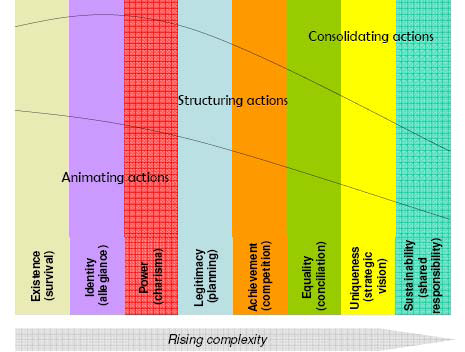 Consolidating actions
Structuring actions
Animating actions
Existence
(survival)
Identity
(allegiance)
Power
(charisma)
Legitimacy
(planning)
Achievement
(competition)
Equality
(conciliation)
Uniqueness
(strategic
vision)
Sustainability
(shared
responsibility)
Rising complexity